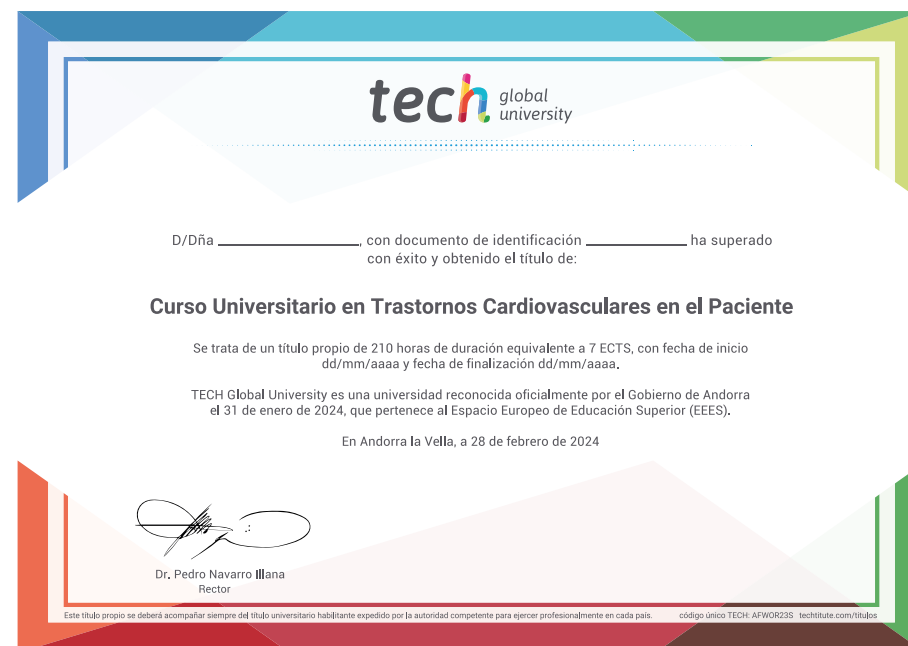 tech global university
D/Dña ____________________, con documento de identificación ______________ ha superado
con éxito y obtenido el título de:
Curso Universitario en Trastornos Cardiovasculares en el Paciente
Se trata de un título propio de 210 horas de duración equivalente a 7 ECTS, con fecha de inicio
dd/mm/aaaa y fecha de finalización dd/mm/aaaa.
TECH Global University es una universidad reconocida oficialmente por el Gobierno de Andorra
el 31 de enero de 2024, que pertenece al Espacio Europeo de Educación Superior (EEES).
En Andorra la Vella, a 28 de febrero de 2024
Dr. Pedro Navarro Illana
Rector
Este título propio se deberá acompañar siempre del título universitario habilitante expedido por la autoridad competente para ejercer profesionalmente en cada país. código único TECH: AFWOR23S techtitute.com/titulos